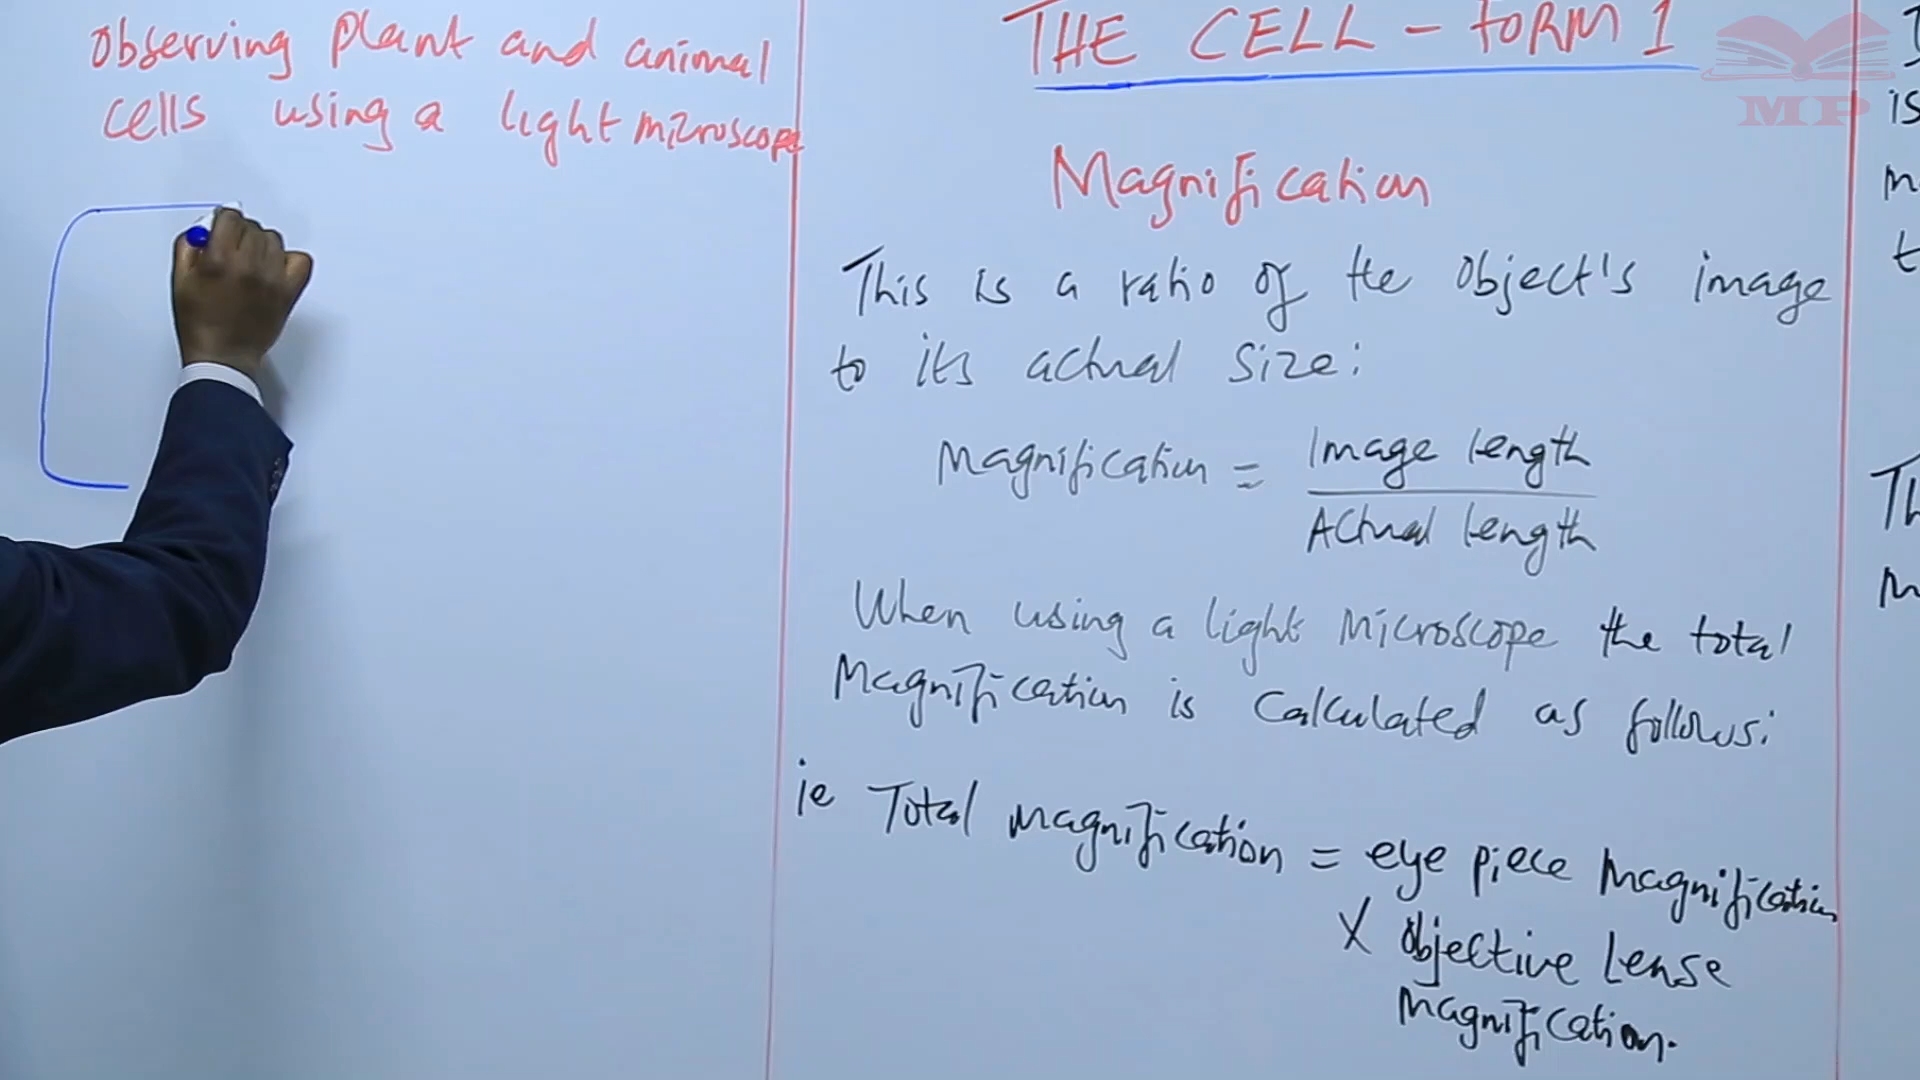 Observing plant and animal
cells using a light microscope
THE CELL - FORM 1
Magnification
This is a ratio of the object's image
to its actual size:
Magnification = Image length
Actual length
When using a light Microscope the total
Magnification is calculated as follows:
ie Total magnification = eye piece Magnification
X Objective Lense
Magnification.
is
MP